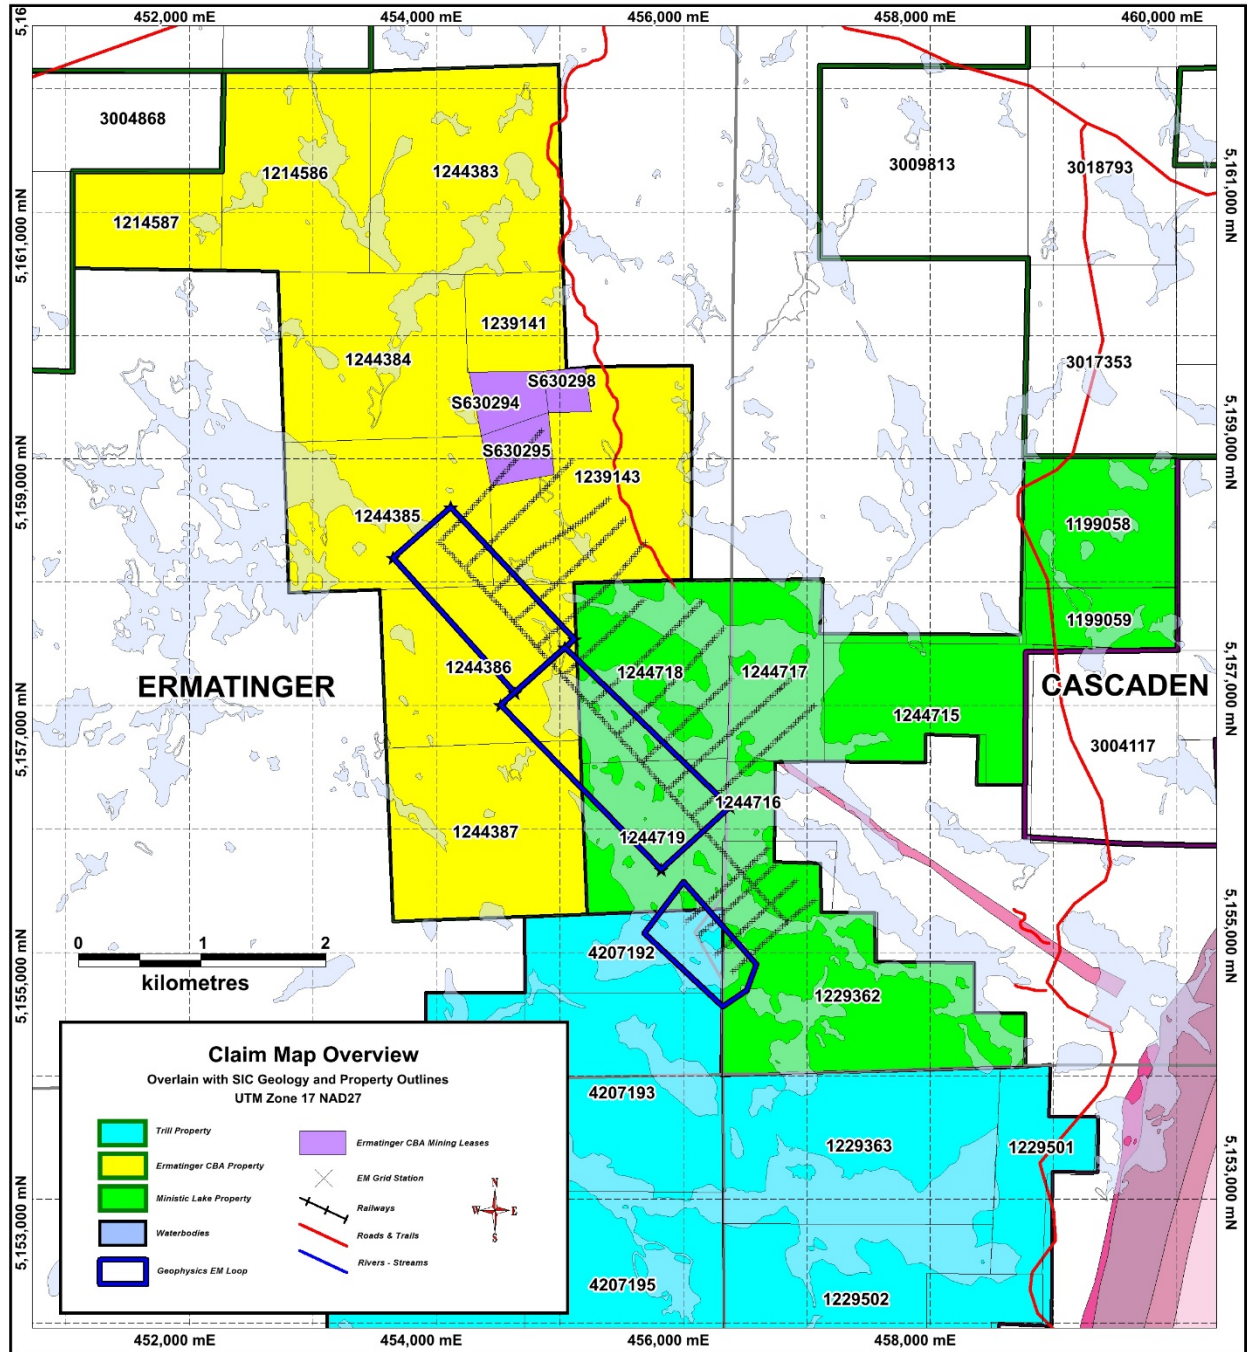 452,000 mE
454,000 mE
456,000 mE
458,000 mE
460,000 mE
5,16
3004868
1214586
1244383
3009813
3018793
5,161,000 mN
5,161,000 mN
1214587
1239141
1244384
3017353
S630298
S630294
S630295
5,159,000 mN
5,159,000 mN
1239143
1244385
1199058
1199059
1244386
1244718
1244717
ERMATINGER
CASCADEN
1244715
5,157,000 mN
5,157,000 mN
3004117
1244716
1244387
1244719
5,155,000 mN
5,155,000 mN
0 1 2
kilometres
4207192
1229362
Claim Map Overview
Overlain with SIC Geology and Property Outlines
UTM Zone 17 NAD27
Trill Property
Ermatinger CBA Property
Ministic Lake Property
Waterbodies
Geophysics EM Loop
Ermatinger CBA Mining Leases
EM Grid Station
Railways
Roads & Trails
Rivers - Streams
N
W E
S
4207193
1229363
1229501
5,153,000 mN
5,153,000 mN
4207195
1229502
452,000 mE
454,000 mE
456,000 mE
458,000 mE